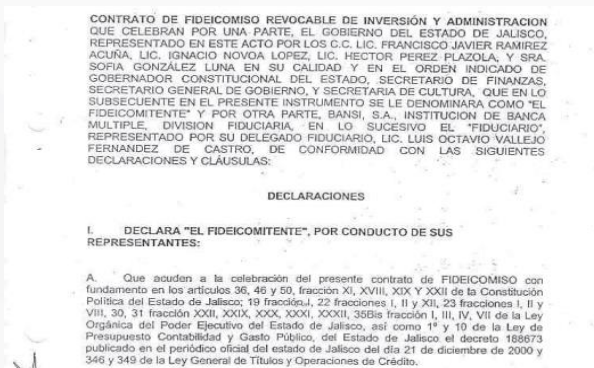 CONTRATO DE FIDEICOMISO REVOCABLE DE INVERSIÓN Y ADMINISTRACION
QUE CELEBRAN POR UNA PARTE, EL GOBIERNO DEL ESTADO DE JALISCO,
REPRESENTADO EN ESTE ACTO POR LOS C.C. LIC. FRANCISCO JAVIER RAMIREZ
ACUÑA, LIC. IGNACIO NOVOA LOPEZ, LIC. HECTOR PEREZ PLAZOLA, Y SRA.
SOFIA GONZÁLEZ LUNA EN SU CALIDAD Y EN EL ORDEN INDICADO DE
GOBERNADOR CONSTITUCIONAL DEL ESTADO, SECRETARIO DE FINANZAS,
SECRETARIO GENERAL DE GOBIERNO, Y SECRETARIA DE CULTURA, QUE EN LO
SUBSECUENTE EN EL PRESENTE INSTRUMENTO SE LE DENOMINARA COMO "EL
FIDEICOMITENTE" Y POR OTRA PARTE, BANSI, S.A., INSTITUCION DE BANCA
MULTIPLE, DIVISION FIDUCIARIA, EN LO SUCESIVO EL "FIDUCIARIO",
REPRESENTADO POR SU DELEGADO FIDUCIARIO, LIC. LUIS OCTAVIO VALLEJO
FERNANDEZ DE CASTRO, DE CONFORMIDAD CON LAS SIGUIENTES
DECLARACIONES Y CLÁUSULAS:
DECLARACIONES
I. DECLARA "EL FIDEICOMITENTE", POR CONDUCTO DE SUS
REPRESENTANTES:
A. Que acuden a la celebración del presente contrato de FIDEICOMISO con
fundamento en los artículos 36, 46 y 50, fracción XI, XVIII, XIX Y XXII de la Constitución
Política del Estado de Jalisco; 19 fracción I, 22 fracciones I, II y XII, 23 fracciones I, II y
VIII, 30, 31 fracción XXII, XXIX, XXX, XXXI, XXXII, 35Bis fracción I, III, IV, VII de la Ley
Orgánica del Poder Ejecutivo del Estado de Jalisco, así como 1º y 10 de la Ley de
Presupuesto Contabilidad y Gasto Público, del Estado de Jalisco el decreto 188673
publicado en el periódico oficial del estado de Jalisco del día 21 de diciembre de 2000 y
346 y 349 de la Ley General de Títulos y Operaciones de Crédito.